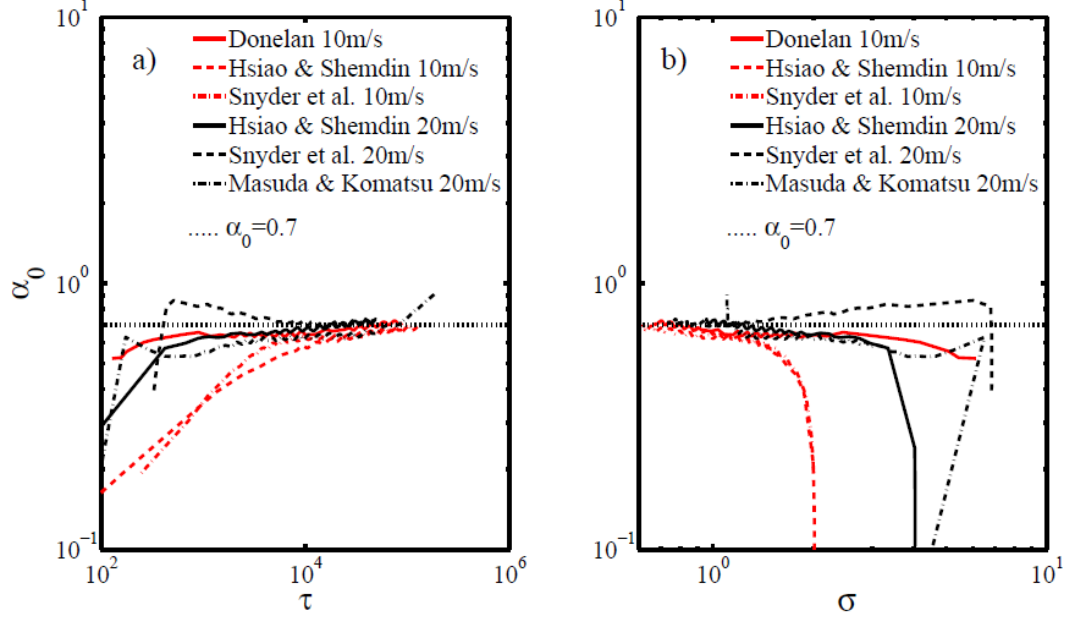 10^1
a)
Donelan 10m/s
Hsiao & Shemdin 10m/s
Snyder et al. 10m/s
Hsiao & Shemdin 20m/s
Snyder et al. 20m/s
Masuda & Komatsu 20m/s
α_0=0.7
10^0
α_0
10^-1
10^2
10^4
10^6
τ
10^1
b)
Donelan 10m/s
Hsiao & Shemdin 10m/s
Snyder et al. 10m/s
Hsiao & Shemdin 20m/s
Snyder et al. 20m/s
Masuda & Komatsu 20m/s
α_0=0.7
10^0
10^-1
10^0
10^1
σ